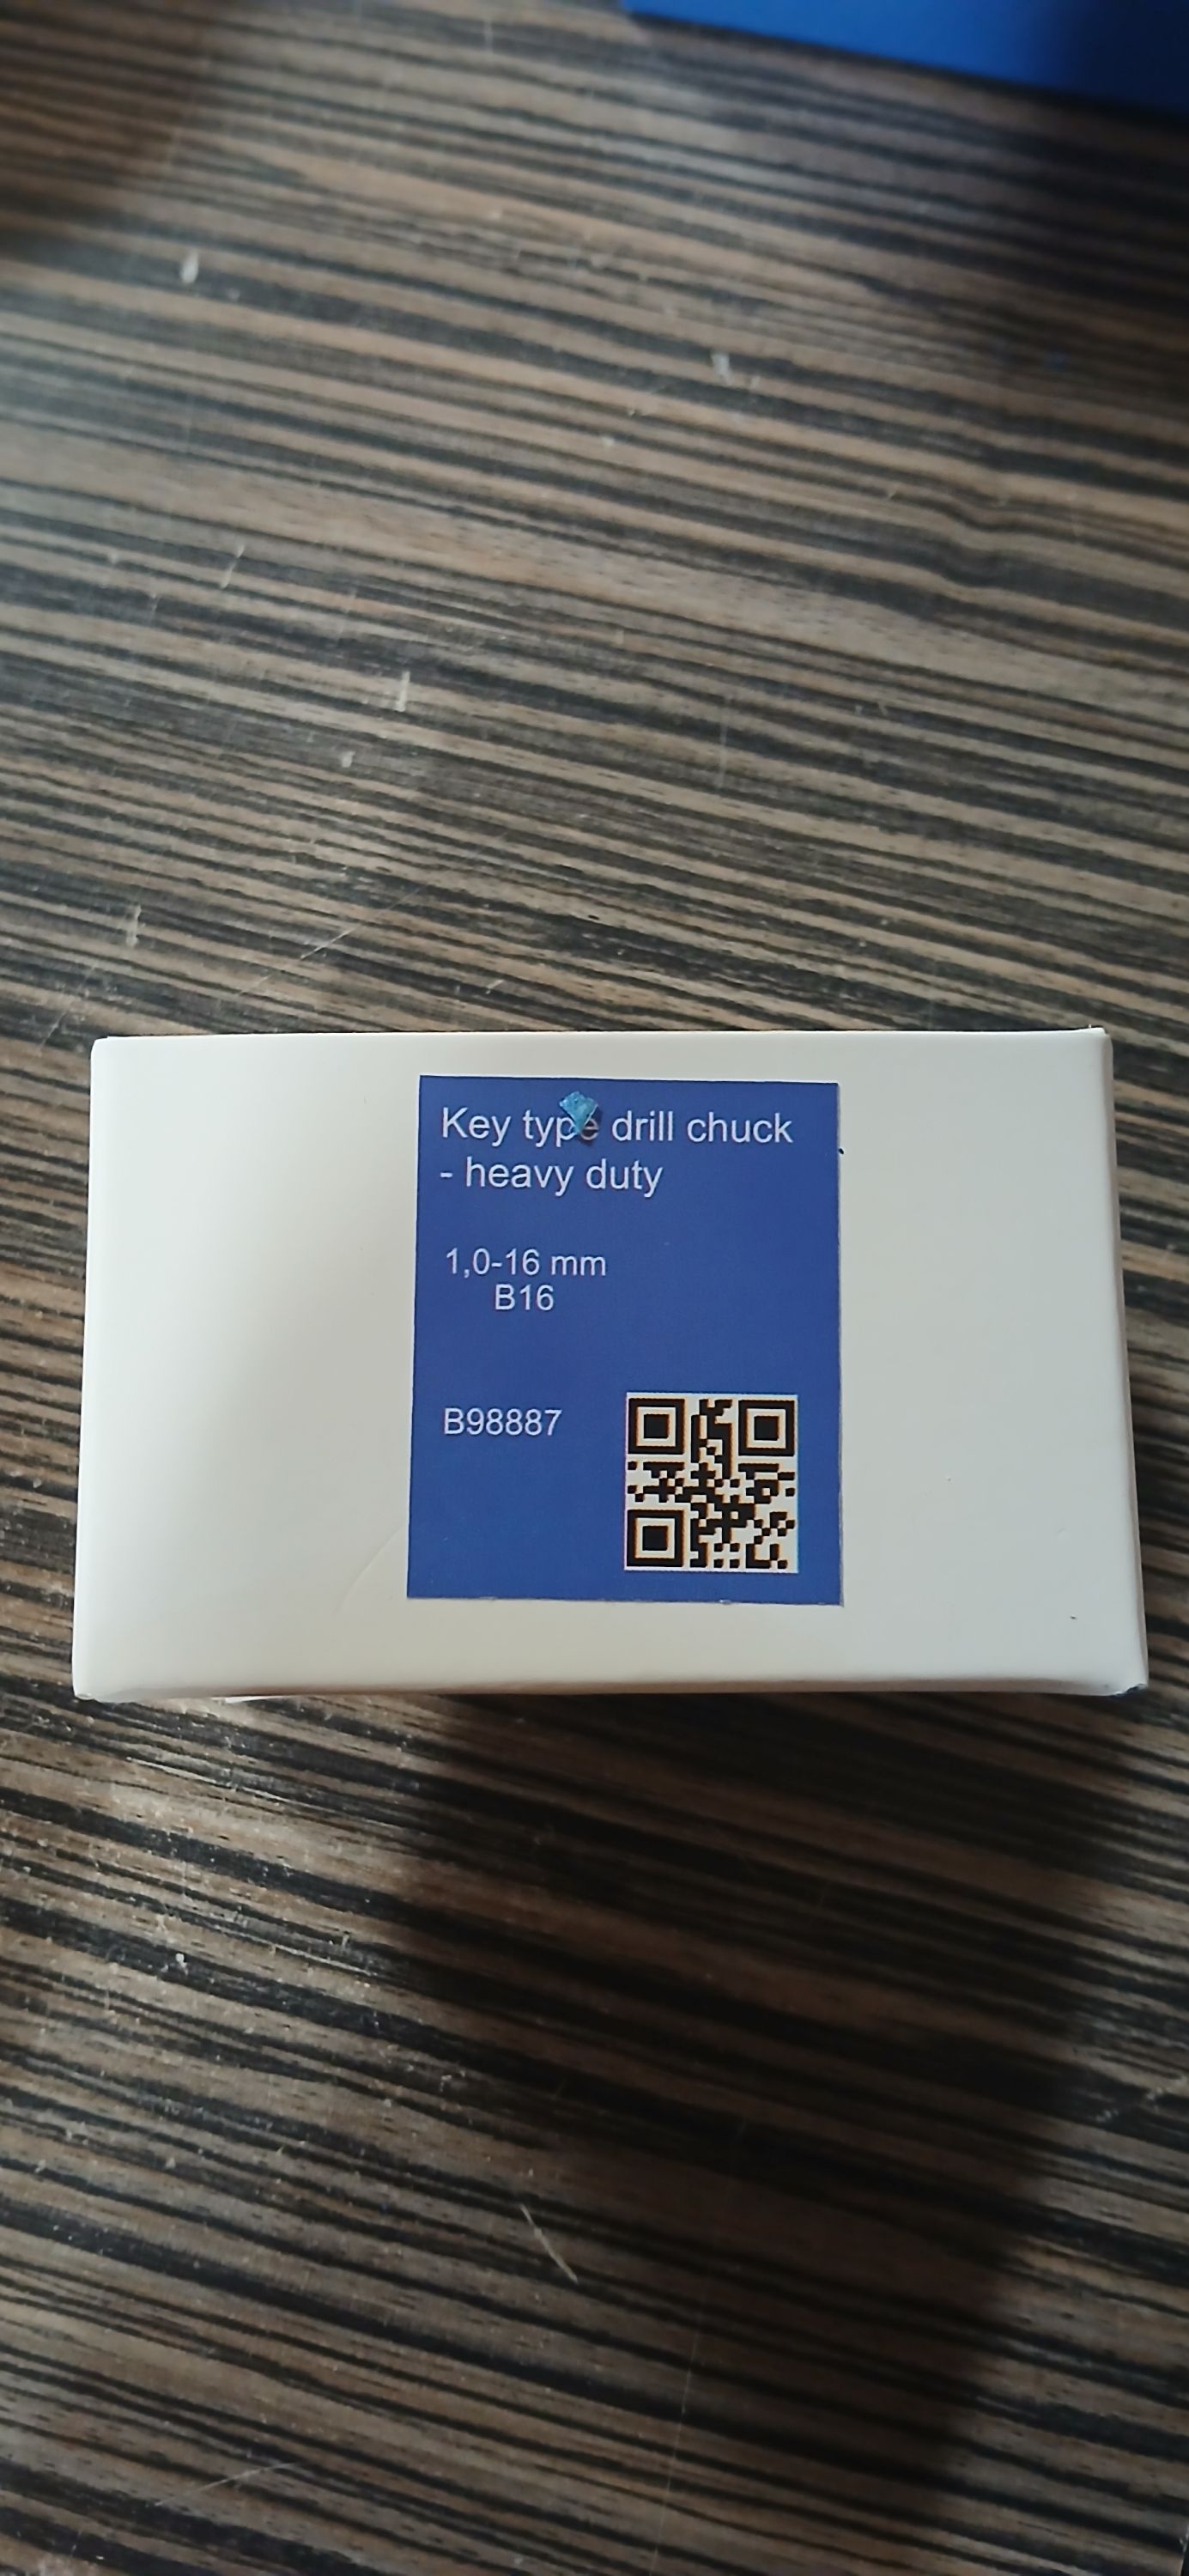 Key type drill chuck
- heavy duty
1,0-16 mm
B16
B98887